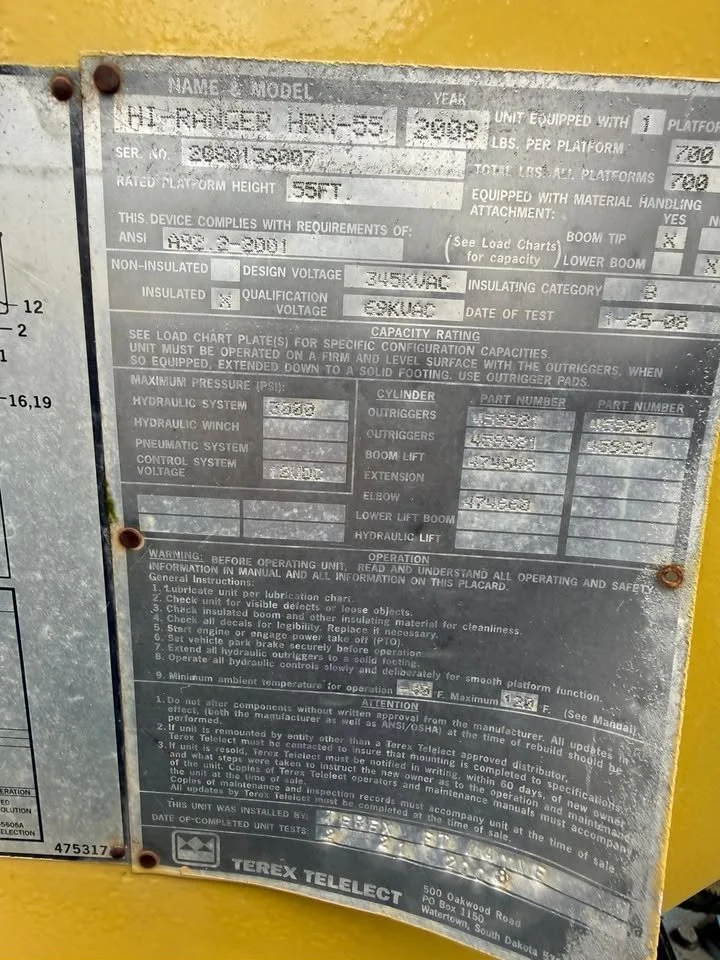 NAME & MODEL
YEAR
HI-RANGER HRX-55
2008
UNIT EQUIPPED WITH 1 PLATFO
LBS. PER PLATFORM 700
SER. NO.
TOTAL LBS. ALL PLATFORMS 700
RATED PLATFORM HEIGHT 55FT.
EQUIPPED WITH MATERIAL HANDLING
ATTACHMENT: YES N
THIS DEVICE COMPLIES WITH REQUIREMENTS OF:
ANSI A92.2-2001
(See Load Charts
for capacity)
BOOM TIP X
LOWER BOOM X
NON-INSULATED
DESIGN VOLTAGE 345KVAC
INSULATING CATEGORY B
INSULATED X
QUALIFICATION
VOLTAGE E9KVAC
DATE OF TEST 1-25-08
CAPACITY RATING
SEE LOAD CHART PLATE(S) FOR SPECIFIC CONFIGURATION CAPACITIES.
UNIT MUST BE OPERATED ON A FIRM AND LEVEL SURFACE WITH THE OUTRIGGERS, WHEN
SO EQUIPPED, EXTENDED DOWN TO A SOLID FOOTING. USE OUTRIGGER PADS.
MAXIMUM PRESSURE (PSI):
HYDRAULIC SYSTEM 3000
HYDRAULIC WINCH
PNEUMATIC SYSTEM
CONTROL SYSTEM
VOLTAGE 12VDC
CYLINDER PART NUMBER PART NUMBER
OUTRIGGERS 455921 455921
OUTRIGGERS 455921 455921
BOOM LIFT
EXTENSION
ELBOW 474560
LOWER LIFT BOOM
HYDRAULIC LIFT
OPERATION
WARNING: BEFORE OPERATING UNIT, READ AND UNDERSTAND ALL OPERATING AND SAFETY
INFORMATION IN MANUAL AND ALL INFORMATION ON THIS PLACARD.
General Instructions:
1. Lubricate unit per lubrication chart.
2. Check unit for visible defects or loose objects.
3. Check insulated boom and other insulating material for cleanliness.
4. Check all decals for legibility. Replace if necessary.
5. Start engine or engage power take off (PTO).
6. Set vehicle park brake securely before operation.
7. Extend all hydraulic outriggers to a solid footing.
8. Operate all hydraulic controls slowly and deliberately for smooth platform function.
9. Minimum ambient temperature for operation F. Maximum F. (See Manual).
ATTENTION
1. Do not alter components without written approval from the manufacturer. All updates in
effect, (both the manufacturer as well as ANSI/OSHA) at the time of rebuild should be
performed.
2. If unit is remounted by entity other than a Terex Telelect approved distributor,
Terex Telelect must be contacted to insure that mounting is completed to specifications.
3. If unit is resold, Terex Telelect must be notified in writing, within 60 days, of new owner
and what steps were taken to instruct the new owner as to the operation and maintenance
of the unit. Copies of Terex Telelect operators and maintenance manuals must accompany
the unit at time of sale.
Copies of maintenance and inspection records must accompany unit at the time of sale.
All updates by Terex Telelect must be completed at the time of sale.
THIS UNIT WAS INSTALLED BY: TEREX
DATE OF COMPLETED UNIT TESTS: 2008
TEREX TELELECT
500 Oakwood Road
PO Box 1150
Watertown, South Dakota
12
2
1
16,19
ERATION
ED
OLUTION
5606A
ELECTION
475317